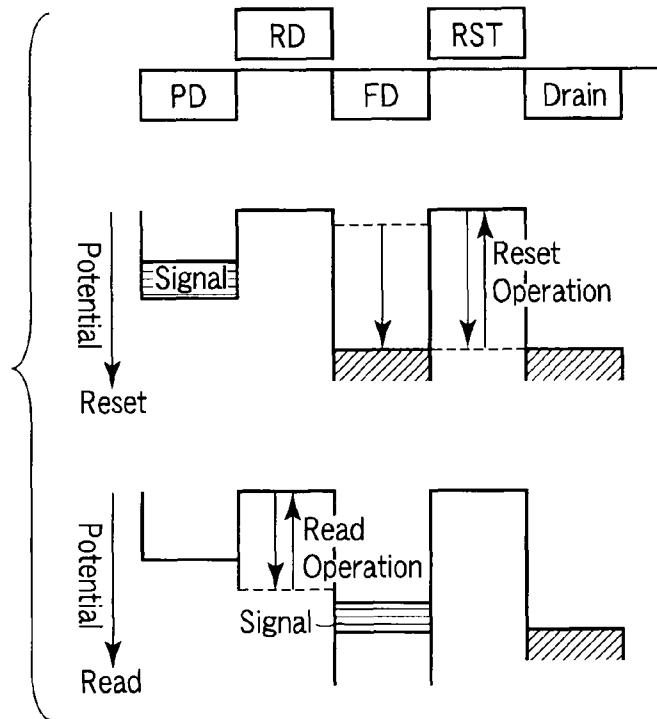 RD
RST
PD
FD
Drain
Potential
Signal
Reset
Operation
Reset
Potential
Read
Operation
Signal
Read